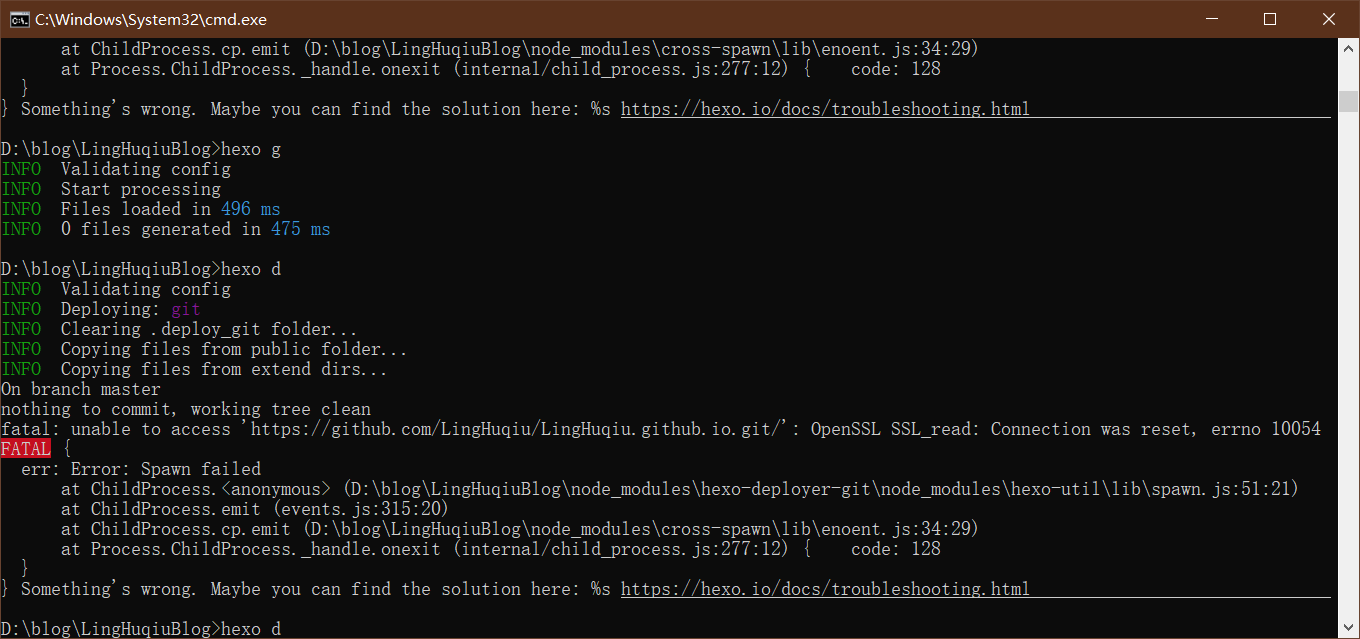 C:\Windows\System32\cmd.exe
at ChildProcess.cp.emit (D:\blog\LingHuqiuBlog\node_modules\cross-spawn\lib\enoent.js:34:29)
at Process.ChildProcess._handle.onexit (internal/child_process.js:277:12) {    code: 128
}
} Something's wrong. Maybe you can find the solution here: %s https://hexo.io/docs/troubleshooting.html
D:\blog\LingHuqiuBlog>hexo g
INFO  Validating config
INFO  Start processing
INFO  Files loaded in 496 ms
INFO  0 files generated in 475 ms
D:\blog\LingHuqiuBlog>hexo d
INFO  Validating config
INFO  Deploying: git
INFO  Clearing .deploy_git folder...
INFO  Copying files from public folder...
INFO  Copying files from extend dirs...
On branch master
nothing to commit, working tree clean
fatal: unable to access 'https://github.com/LingHuqiu/LingHuqiu.github.io.git/': OpenSSL SSL_read: Connection was reset, errno 10054
FATAL {
err: Error: Spawn failed
at ChildProcess.<anonymous> (D:\blog\LingHuqiuBlog\node_modules\hexo-deployer-git\node_modules\hexo-util\lib\spawn.js:51:21)
at ChildProcess.emit (events.js:315:20)
at ChildProcess.cp.emit (D:\blog\LingHuqiuBlog\node_modules\cross-spawn\lib\enoent.js:34:29)
at Process.ChildProcess._handle.onexit (internal/child_process.js:277:12) {    code: 128
}
} Something's wrong. Maybe you can find the solution here: %s https://hexo.io/docs/troubleshooting.html
D:\blog\LingHuqiuBlog>hexo d